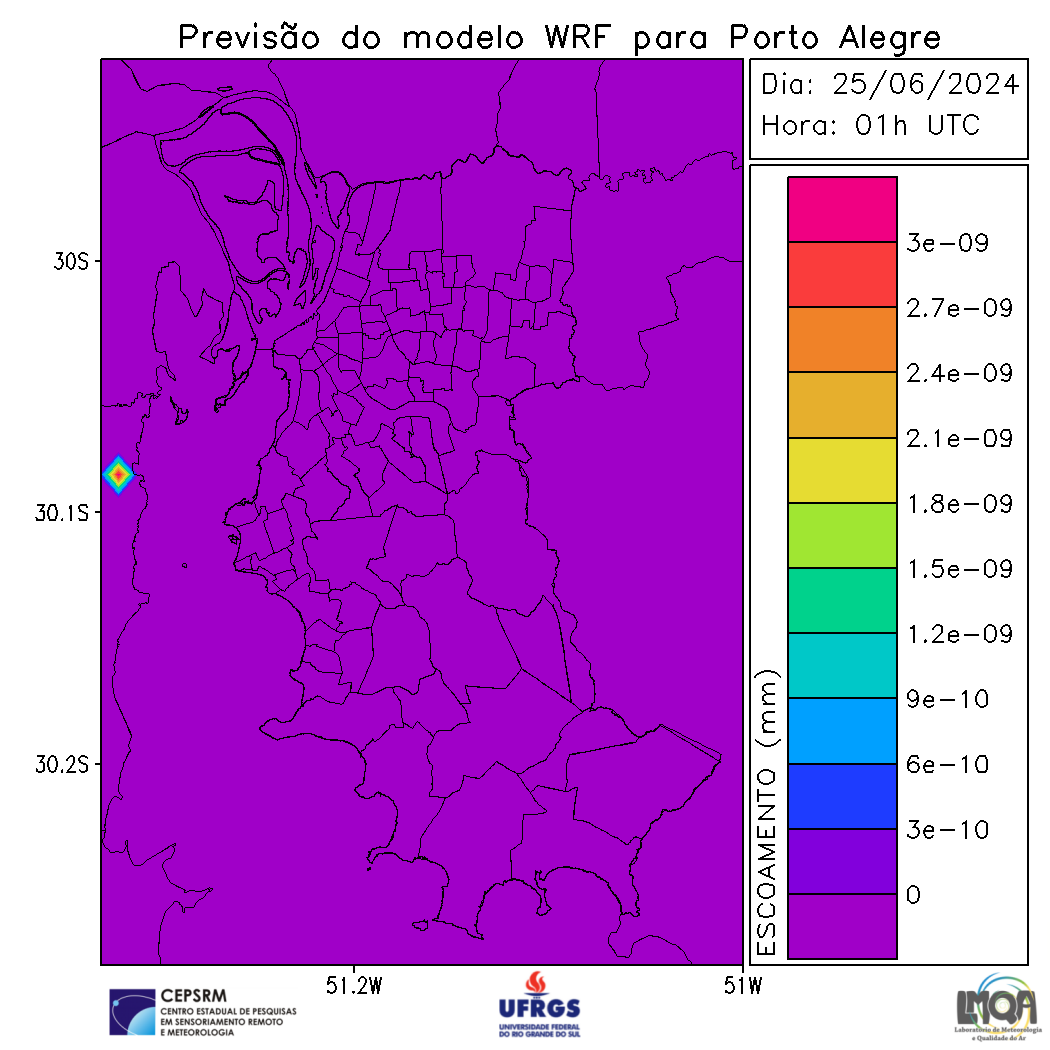 Previsão do modelo WRF para Porto Alegre
Dia: 25/06/2024
Hora: 01h UTC
30S
30.1S
30.2S
51.2W
51W
ESCOAMENTO (mm)
3e-09
2.7e-09
2.4e-09
2.1e-09
1.8e-09
1.5e-09
1.2e-09
9e-10
6e-10
3e-10
0
CEPSRM
CENTRO ESTADUAL DE PESQUISAS
EM SENSORIAMENTO REMOTO
E METEOROLOGIA
UFRGS
UNIVERSIDADE FEDERAL
DO RIO GRANDE DO SUL
LMQA
Laboratório de Meteorologia
e Qualidade do Ar